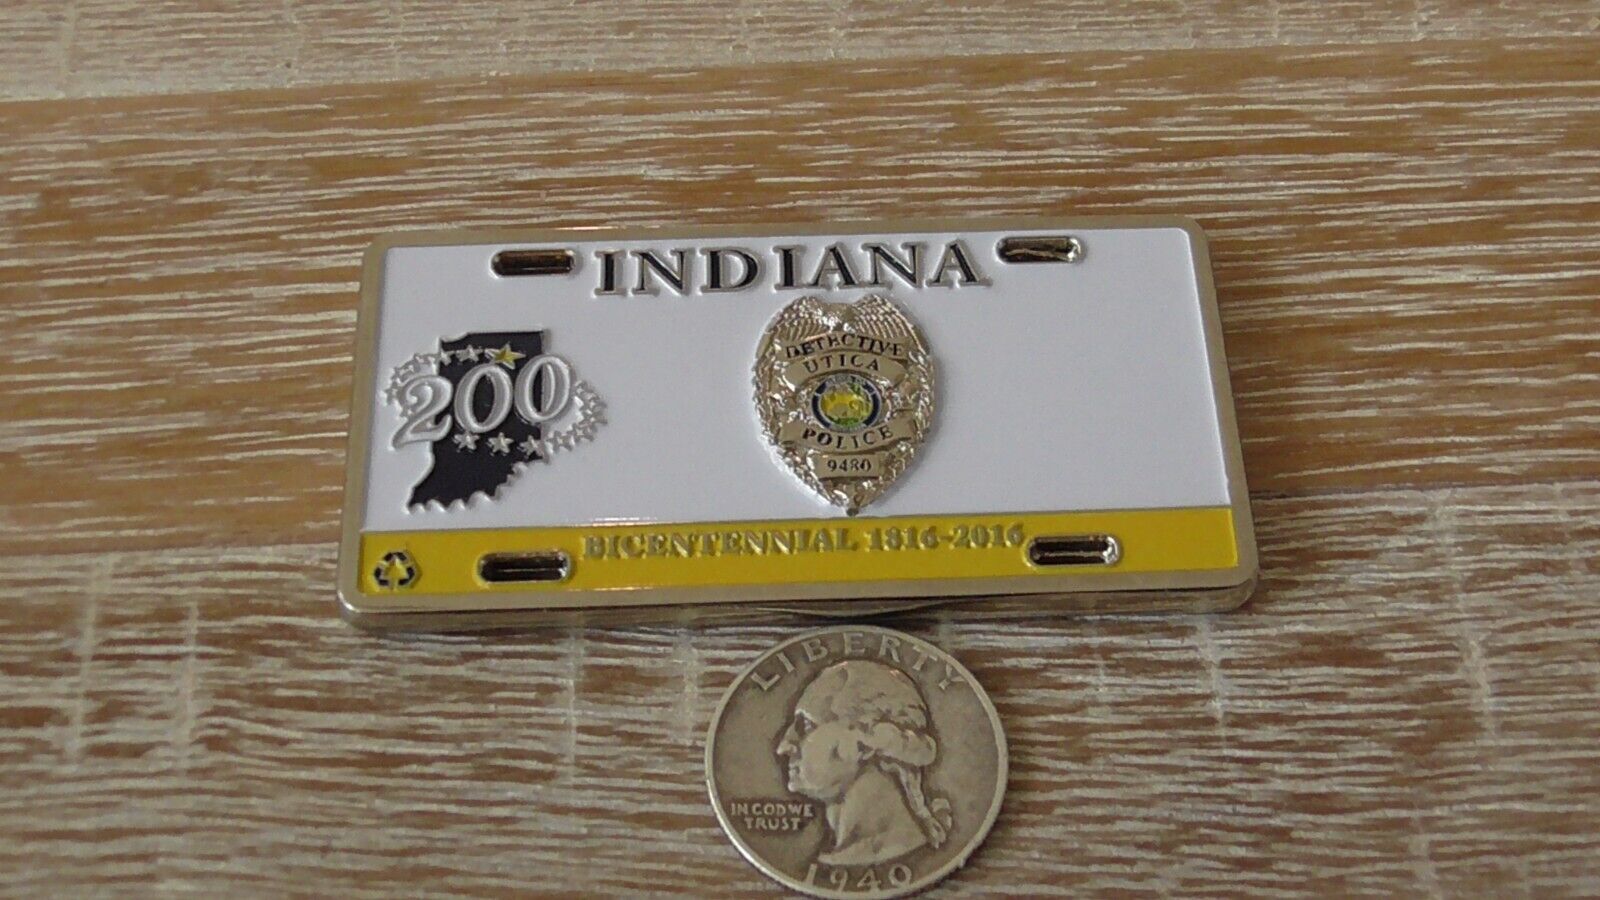 INDIANA
200
DETECTIVE
UTICA
POLICE
9480
BICENTENNIAL 1816-2016
LIBERTY
IN GOD WE
TRUST
1940